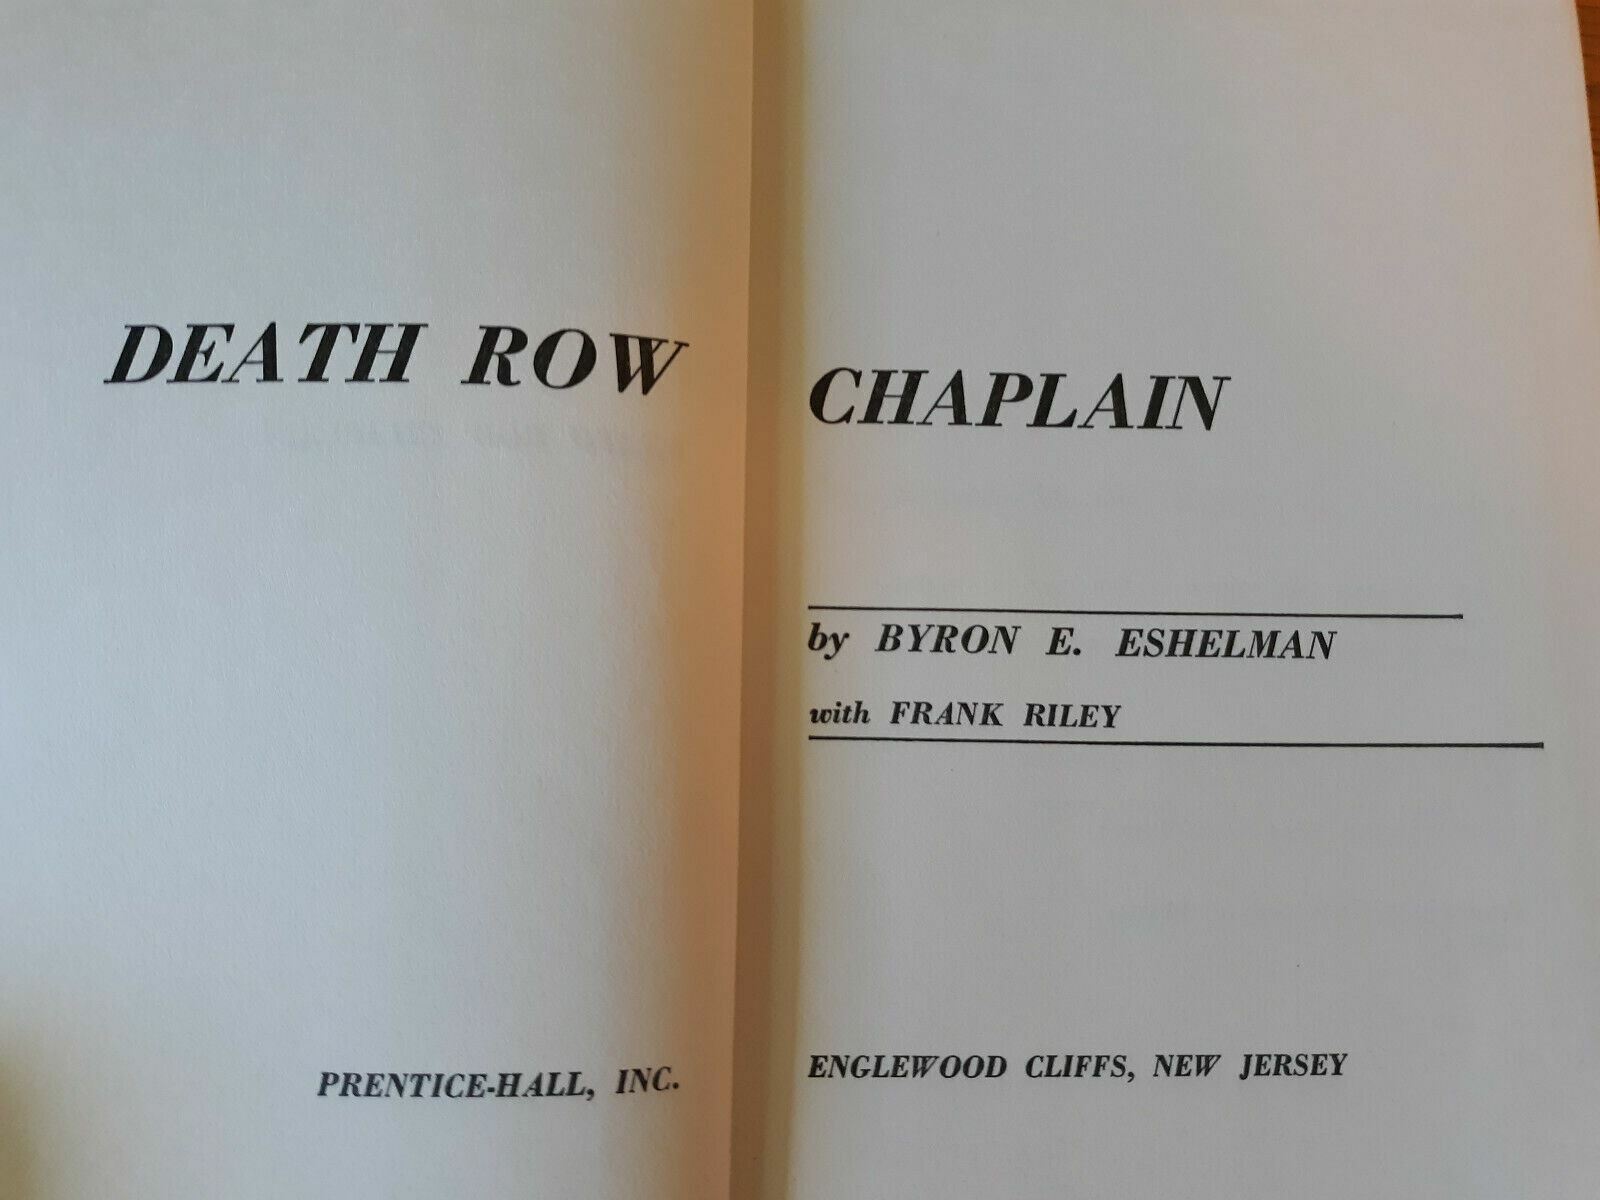 DEATH ROW CHAPLAIN
by BYRON E. ESHELMAN
with FRANK RILEY
PRENTICE-HALL, INC. ENGLEWOOD CLIFFS, NEW JERSEY